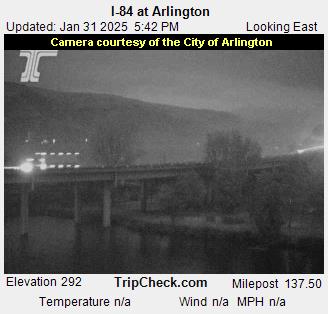 I-84 at Arlington
Updated: Jan 31 2025 5:42 PM Looking East
Camera courtesy of the City of Arlington
Elevation 292 TripCheck.com Milepost 137.50
Temperature n/a Wind n/a MPH n/a